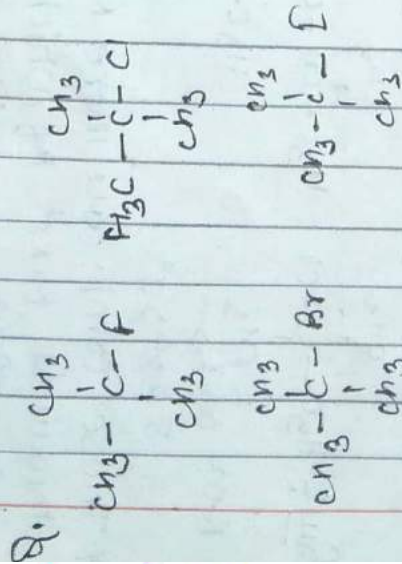 Q.
CH3 CH3
CH3 — C — F H3C — C — Cl
CH3 CH3
CH3 CH3
CH3 — C — Br CH3 — C — I
CH3 CH3